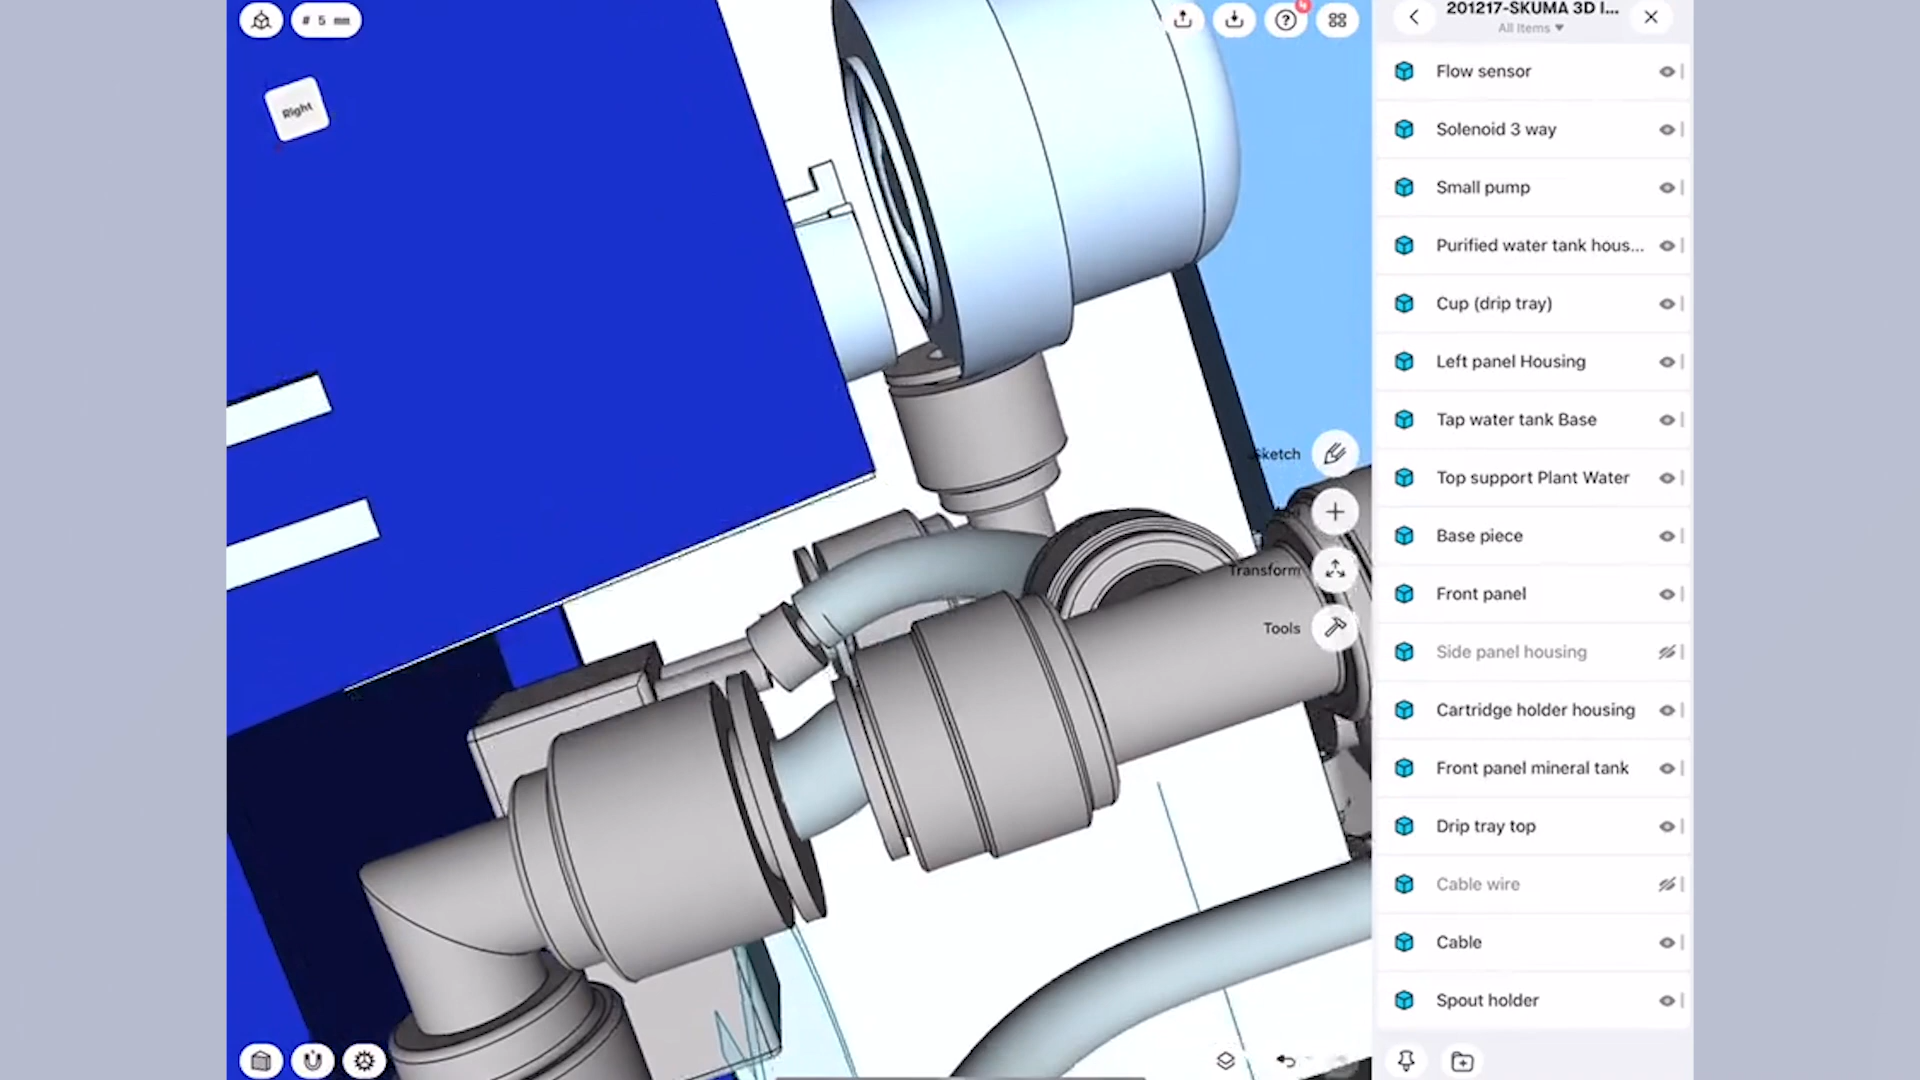 # 5 mm
4
Right
Sketch
Transform
Tools
201217-SKUMA 3D I...
All Items ▼
Flow sensor
Solenoid 3 way
Small pump
Purified water tank hous...
Cup (drip tray)
Left panel Housing
Tap water tank Base
Top support Plant Water
Base piece
Front panel
Side panel housing
Cartridge holder housing
Front panel mineral tank
Drip tray top
Cable wire
Cable
Spout holder